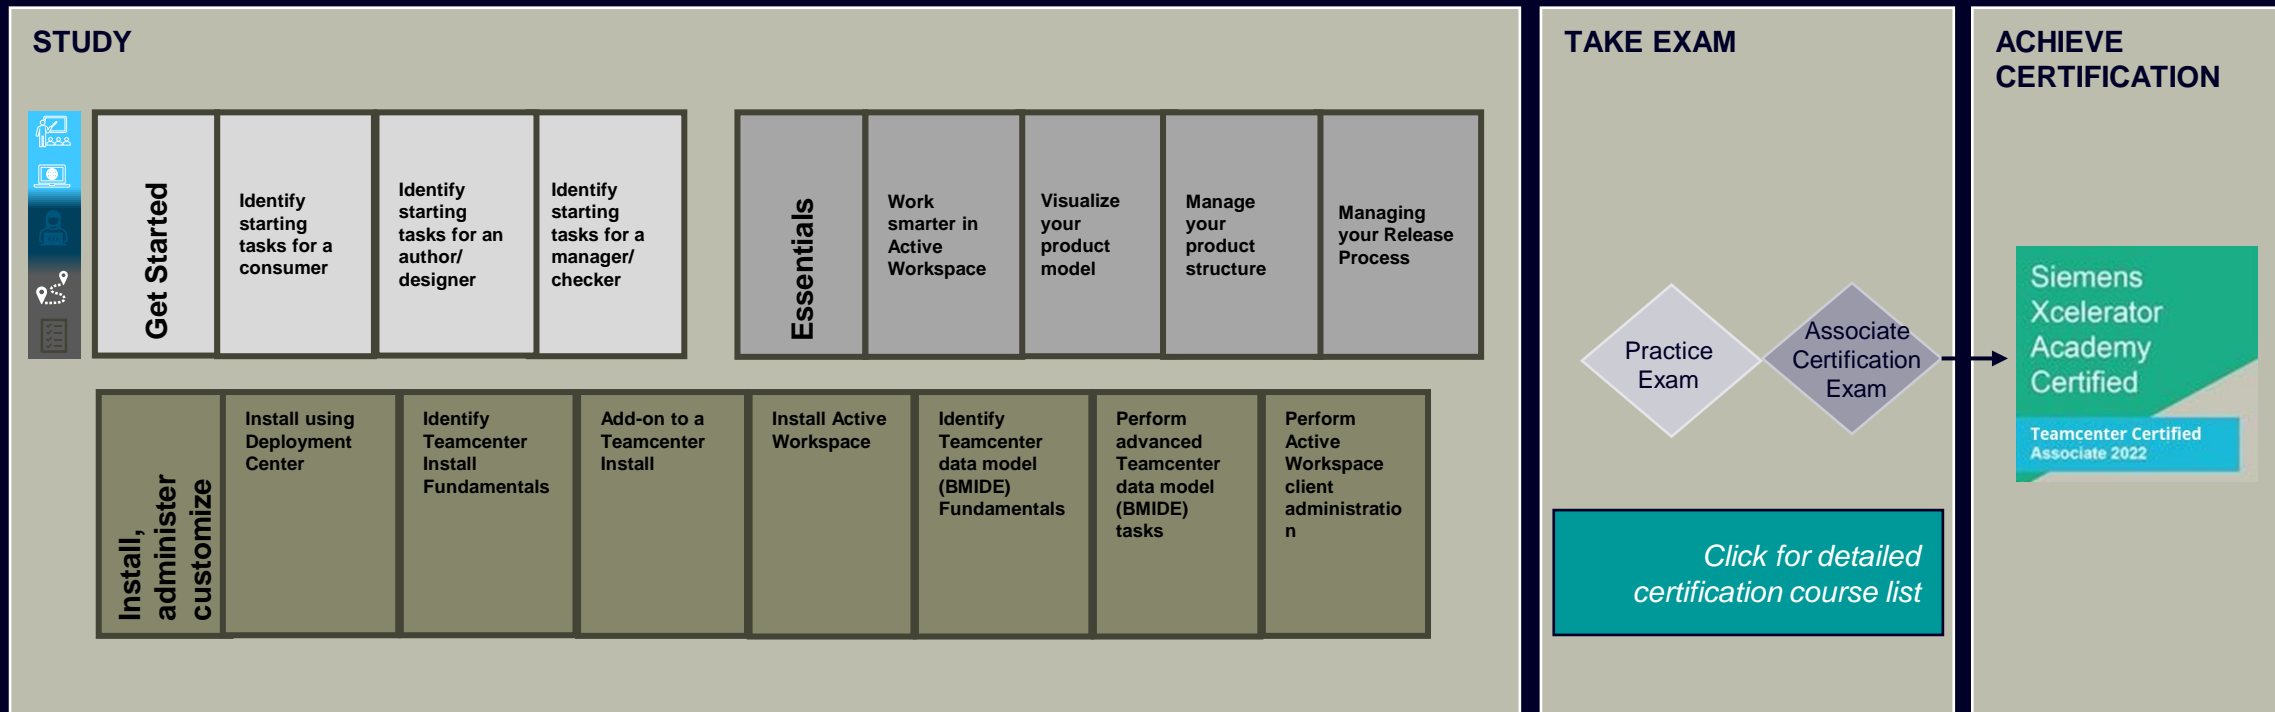 STUDY
Get Started
Identify
starting
tasks for a
consumer
Identify
starting
tasks for an
author/
designer
Identify
starting
tasks for a
manager/
checker
Essentials
Work
smarter in
Active
Workspace
Visualize
your
product
model
Manage
your
product
structure
Managing
your Release
Process
Install,
administer
customize
Install using
Deployment
Center
Identify
Teamcenter
Install
Fundamentals
Add-on to a
Teamcenter
Install
Install Active
Workspace
Identify
Teamcenter
data model
(BMIDE)
Fundamentals
Perform
advanced
Teamcenter
data model
(BMIDE)
tasks
Perform
Active
Workspace
client
administratio
n
TAKE EXAM
Practice
Exam
Associate
Certification
Exam
Click for detailed
certification course list
ACHIEVE
CERTIFICATION
Siemens
Xcelerator
Academy
Certified
Teamcenter Certified
Associate 2022